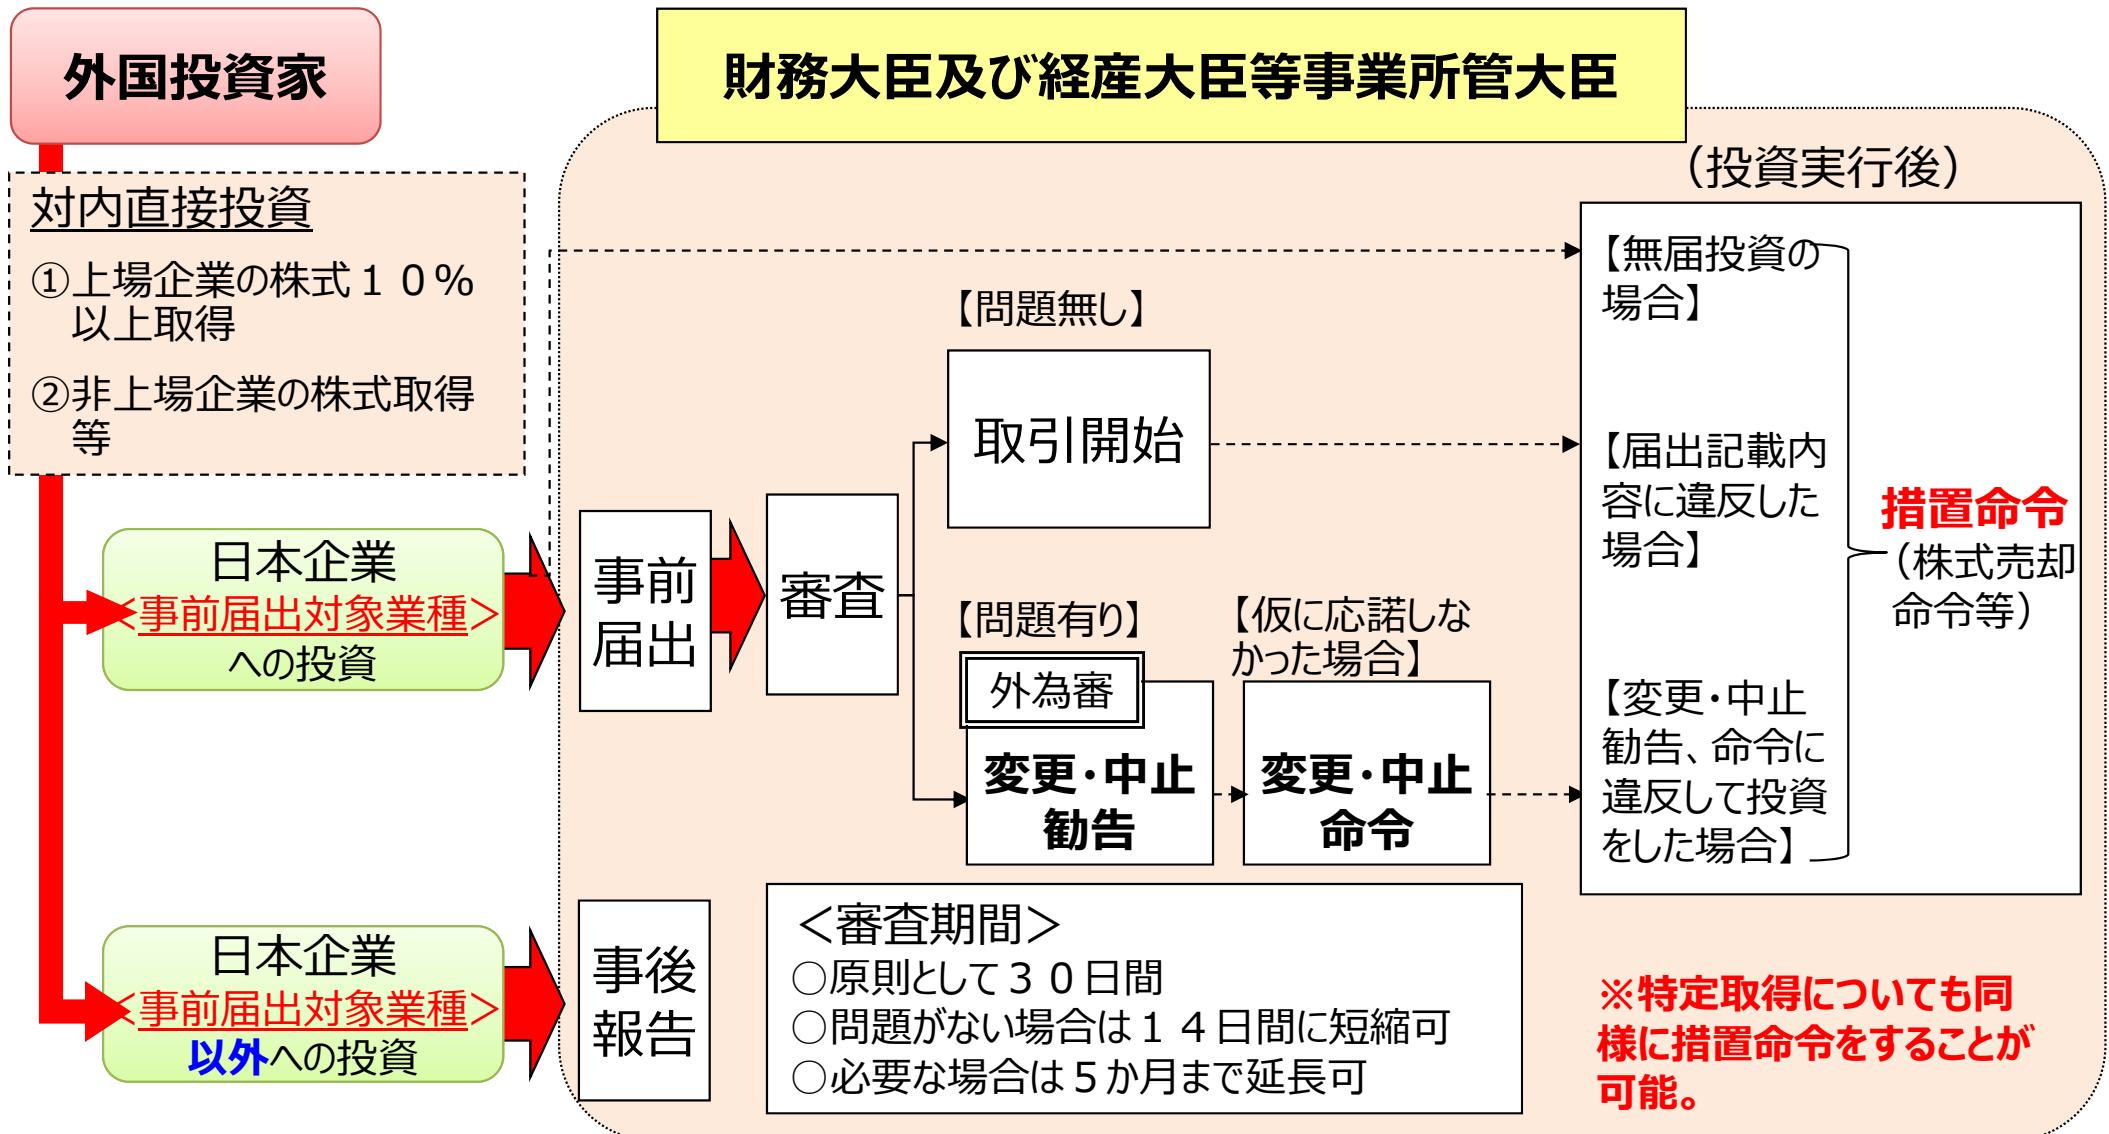 外国投資家
財務大臣及び経産大臣等事業所管大臣
対内直接投資
①上場企業の株式１０％
以上取得
②非上場企業の株式取得
等
日本企業
＜事前届出対象業種＞
への投資
日本企業
＜事前届出対象業種＞
以外への投資
事前
届出
審査
【問題無し】
取引開始
【問題有り】
外為審
変更・中止
勧告
【仮に応諾しな
かった場合】
変更・中止
命令
（投資実行後）
【無届投資の
場合】
【届出記載内
容に違反した
場合】
【変更・中止
勧告、命令に
違反して投資
をした場合】
措置命令
（株式売却
命令等）
事後
報告
＜審査期間＞
○原則として３０日間
○問題がない場合は１４日間に短縮可
○必要な場合は５か月まで延長可
※特定取得についても同
様に措置命令をすることが
可能。